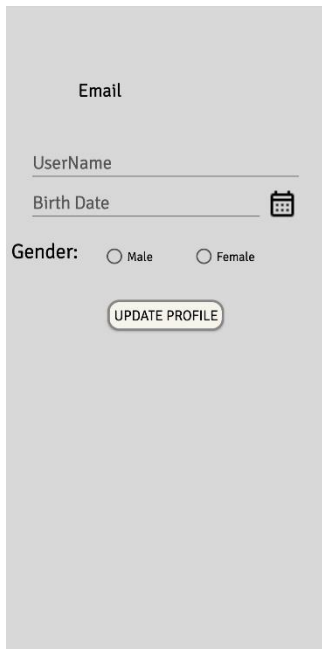 Email
UserName
Birth Date
Gender: Male Female
UPDATE PROFILE